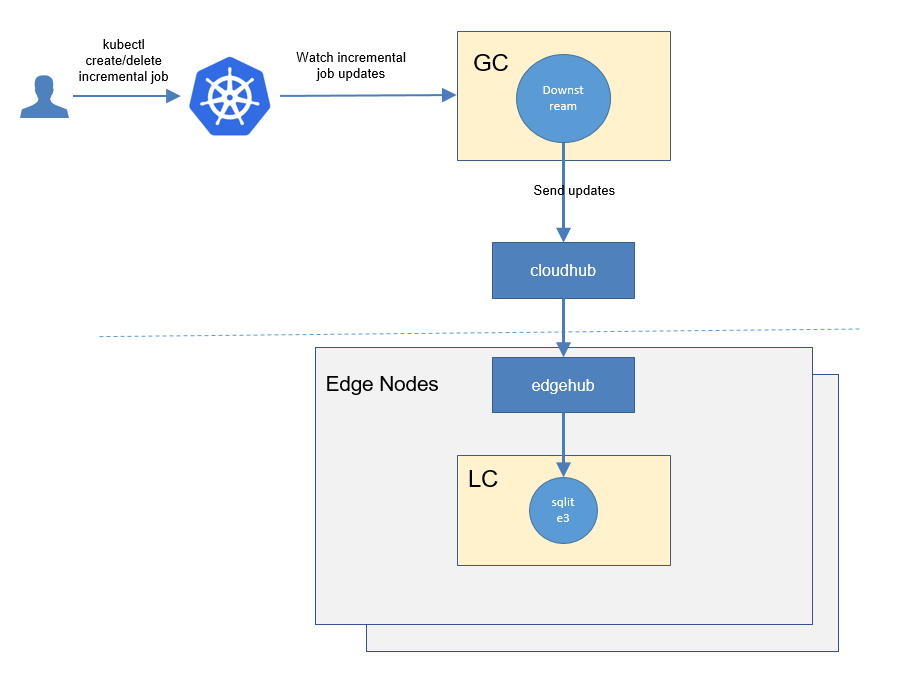 kubectl
create/delete
incremental job
Watch incremental
job updates
GC
Downst
ream
Send updates
cloudhub
Edge Nodes
edgehub
LC
sqlit
e3